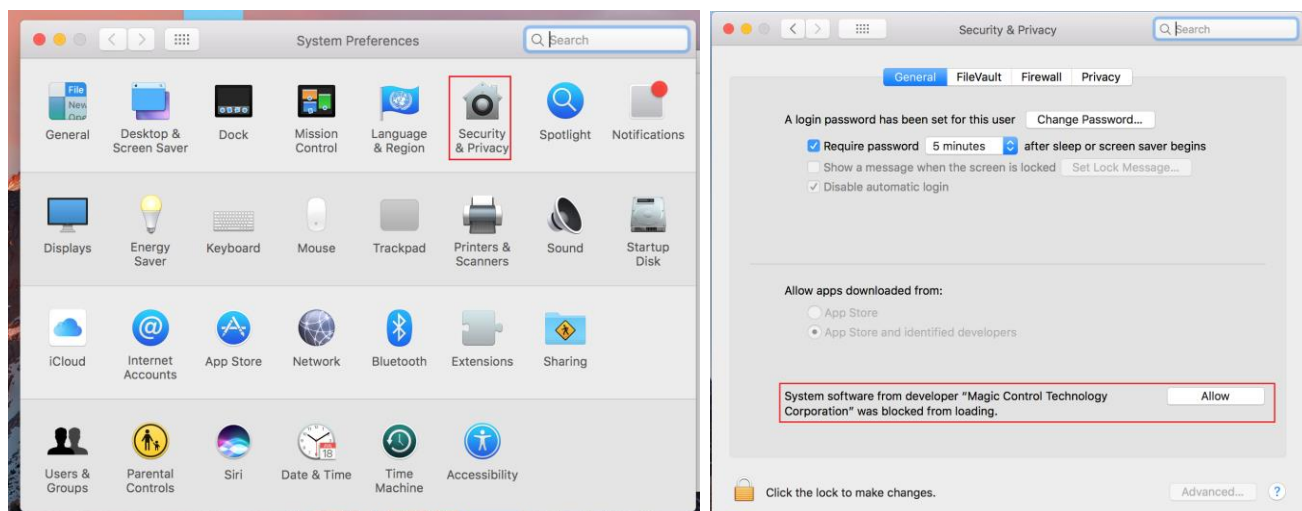 System Preferences
Search
File
New
One
General
Desktop &
Screen Saver
Dock
Mission
Control
Language
& Region
Security
& Privacy
Spotlight
Notifications
Displays
Energy
Saver
Keyboard
Mouse
Trackpad
Printers &
Scanners
Sound
Startup
Disk
iCloud
Internet
Accounts
App Store
Network
Bluetooth
Extensions
Sharing
Users &
Groups
Parental
Controls
Siri
18
Date & Time
Time
Machine
Accessibility
Security & Privacy
Search
General FileVault Firewall Privacy
A login password has been set for this user Change Password...
Require password 5 minutes after sleep or screen saver begins
Show a message when the screen is locked Set Lock Message...
Disable automatic login
Allow apps downloaded from:
App Store
App Store and identified developers
System software from developer "Magic Control Technology
Corporation" was blocked from loading.
Allow
Click the lock to make changes.
Advanced... ?